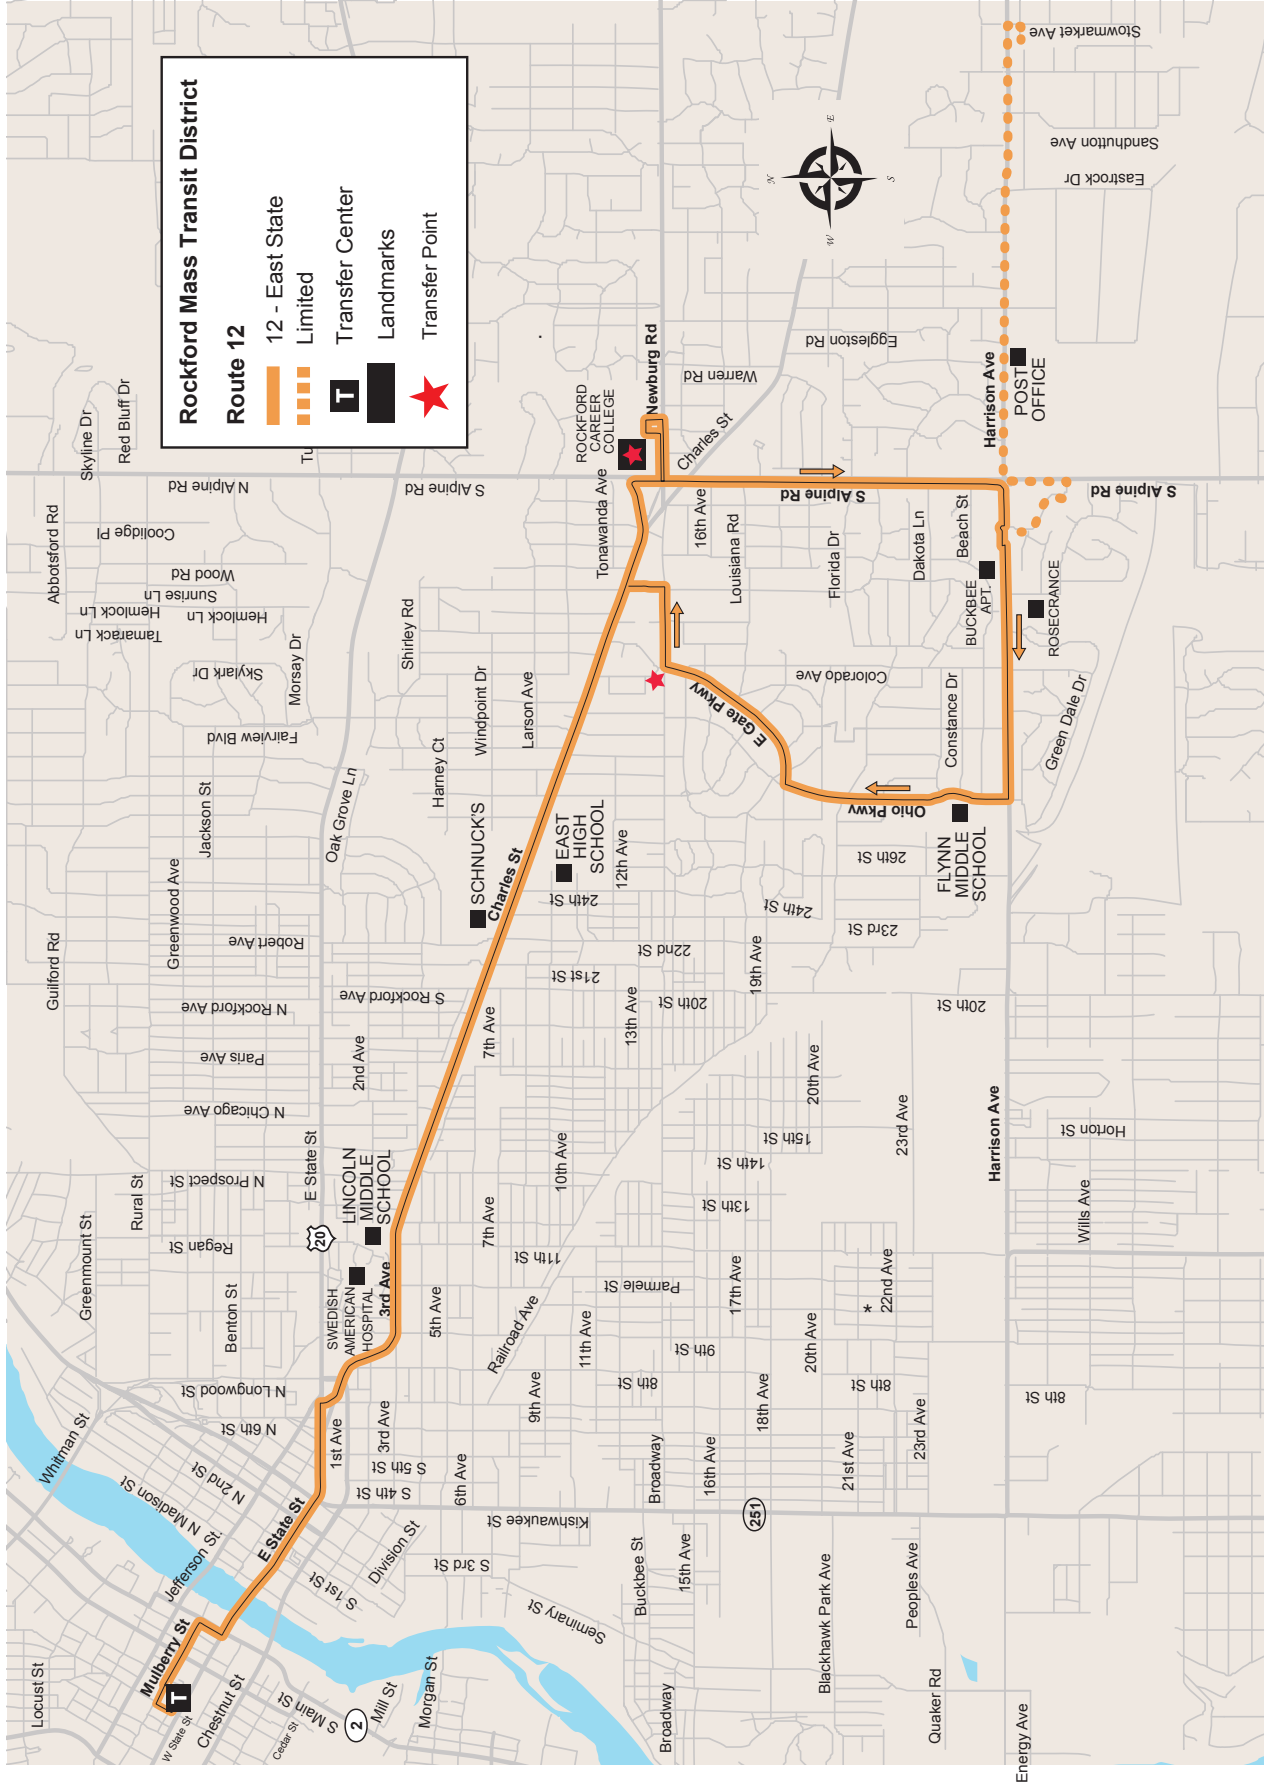 Rockford Mass Transit District
Route 12
12 - East State
Limited
T
Transfer Center
Landmarks
Transfer Point
N
E
S
W
Locust St
Guilford Rd
Abbotsford Rd
Skyline Dr
Red Bluff Dr
Tu
N Alpine Rd
S Alpine Rd
Coolidge Pl
Wood Rd
Sunrise Ln
Hemlock Ln
Hemlock Ln
Tamarack Ln
Skylark Dr
Morsay Dr
Fairview Blvd
Jackson St
Greenwood Ave
Robert Ave
N Rockford Ave
Paris Ave
N Chicago Ave
N Prospect St
Rural St
Regan St
Greenmount St
Benton St
N Longwood St
N 6th St
Whitman St
N Madison St
N 2nd St
Jefferson St.
Mulberry St
T
W State St
Chestnut St
Cedar St
S Main St
2
Mill St
Morgan St
E State St
S 1st St
Division St
S 3rd St
Seminary St
Kishwaukee St
S 4th St
S 5th St
1st Ave
3rd Ave
6th Ave
5th Ave
20
E State St
SWEDISH
AMERICAN
HOSPITAL
LINCOLN
MIDDLE
SCHOOL
3rd Ave
2nd Ave
S Rockford Ave
Oak Grove Ln
Shirley Rd
Harney Ct
Windpoint Dr
Larson Ave
SCHNUCK'S
Charles St
EAST
HIGH
SCHOOL
24th St
12th Ave
7th Ave
21st St
22nd St
20th St
13th Ave
7th Ave
10th Ave
11th St
Railroad Ave
9th Ave
11th Ave
8th St
Parmele St
9th St
Broadway
16th Ave
18th Ave
17th Ave
13th St
14th St
15th St
20th Ave
19th Ave
24th St
23rd St
26th St
20th St
23rd Ave
22nd Ave
*
20th Ave
8th St
21st Ave
23rd Ave
251
Buckbee St
15th Ave
Broadway
Blackhawk Park Ave
Peoples Ave
Quaker Rd
Energy Ave
8th St
Wills Ave
Horton St
Harrison Ave
FLYNN
MIDDLE
SCHOOL
Ohio Pkwy
Constance Dr
Green Dale Dr
E Gate Pkwy
Colorado Ave
Tonawanda Ave
ROCKFORD
CAREER
COLLEGE
Newburg Rd
Warren Rd
Charles St
16th Ave
Louisiana Rd
Florida Dr
Dakota Ln
Beach St
BUCKBEE
APT.
ROSECRANCE
S Alpine Rd
S Alpine Rd
Eggleston Rd
Harrison Ave
POST
OFFICE
Eastrock Dr
Sandhutton Ave
Stowmarket Ave